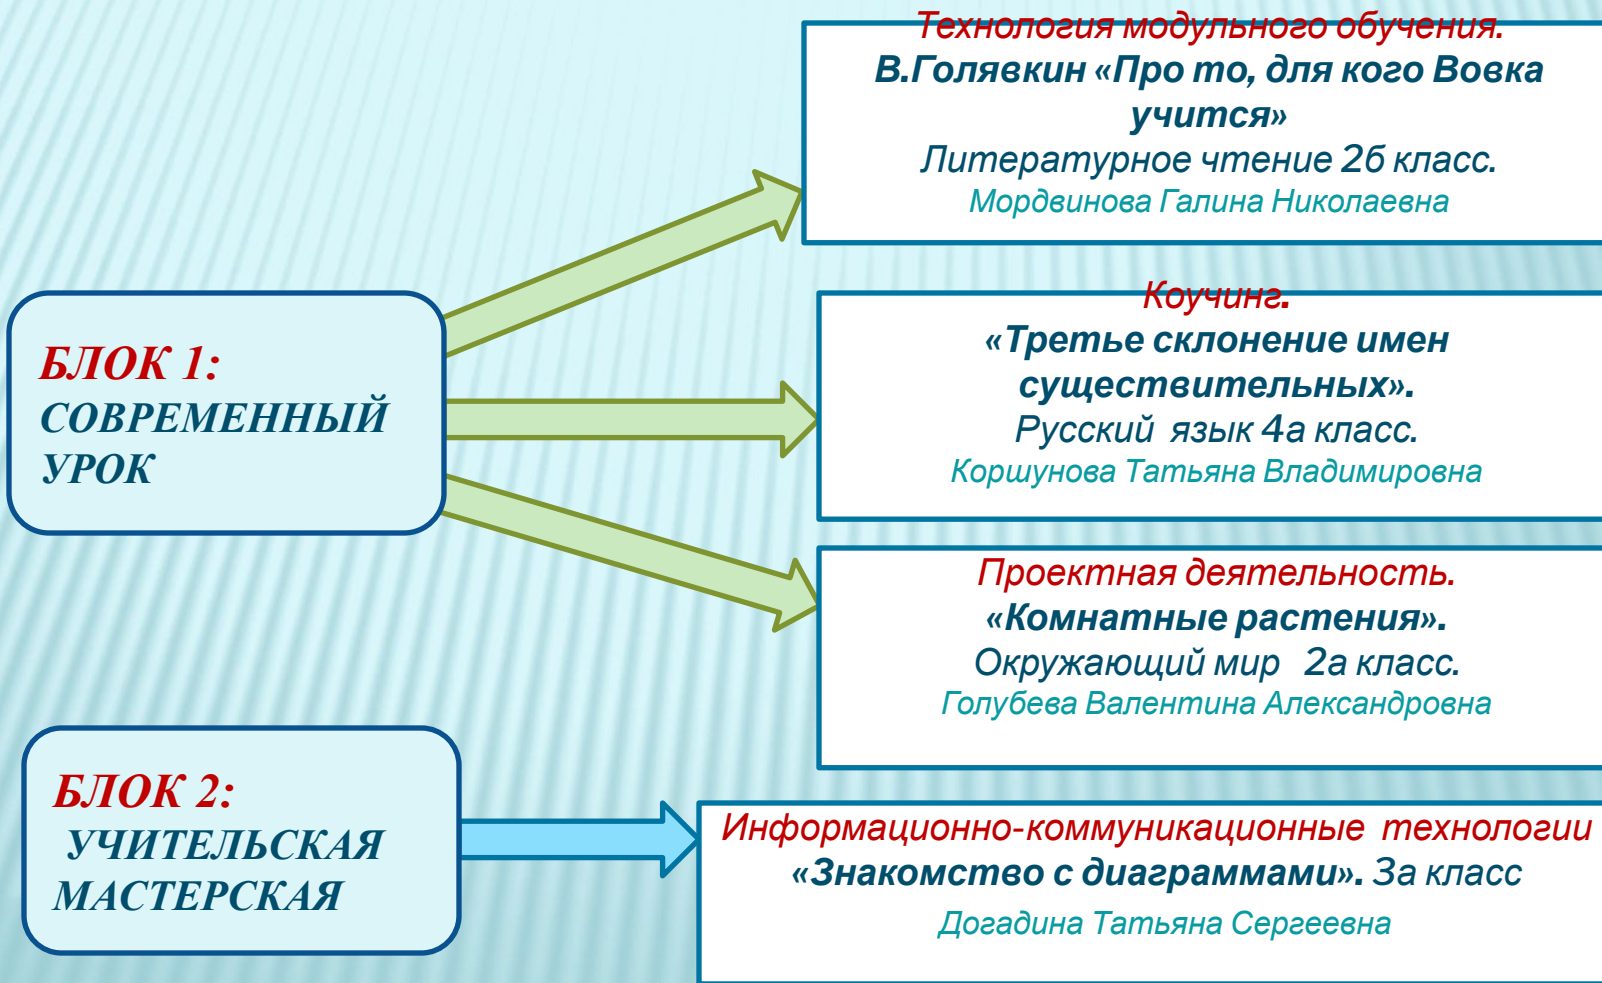 Технология модульного обучения.
В.Голявкин «Про то, для кого Вовка
учится»
Литературное чтение 2б класс.
Мордвинова Галина Николаевна
БЛОК 1:
СОВРЕМЕННЫЙ
УРОК
Коучинг.
«Третье склонение имен
существительных».
Русский язык 4а класс.
Коршунова Татьяна Владимировна
Проектная деятельность.
«Комнатные растения».
Окружающий мир 2а класс.
Голубева Валентина Александровна
БЛОК 2:
УЧИТЕЛЬСКАЯ
МАСТЕРСКАЯ
Информационно-коммуникационные технологии
«Знакомство с диаграммами». 3а класс
Догадина Татьяна Сергеевна